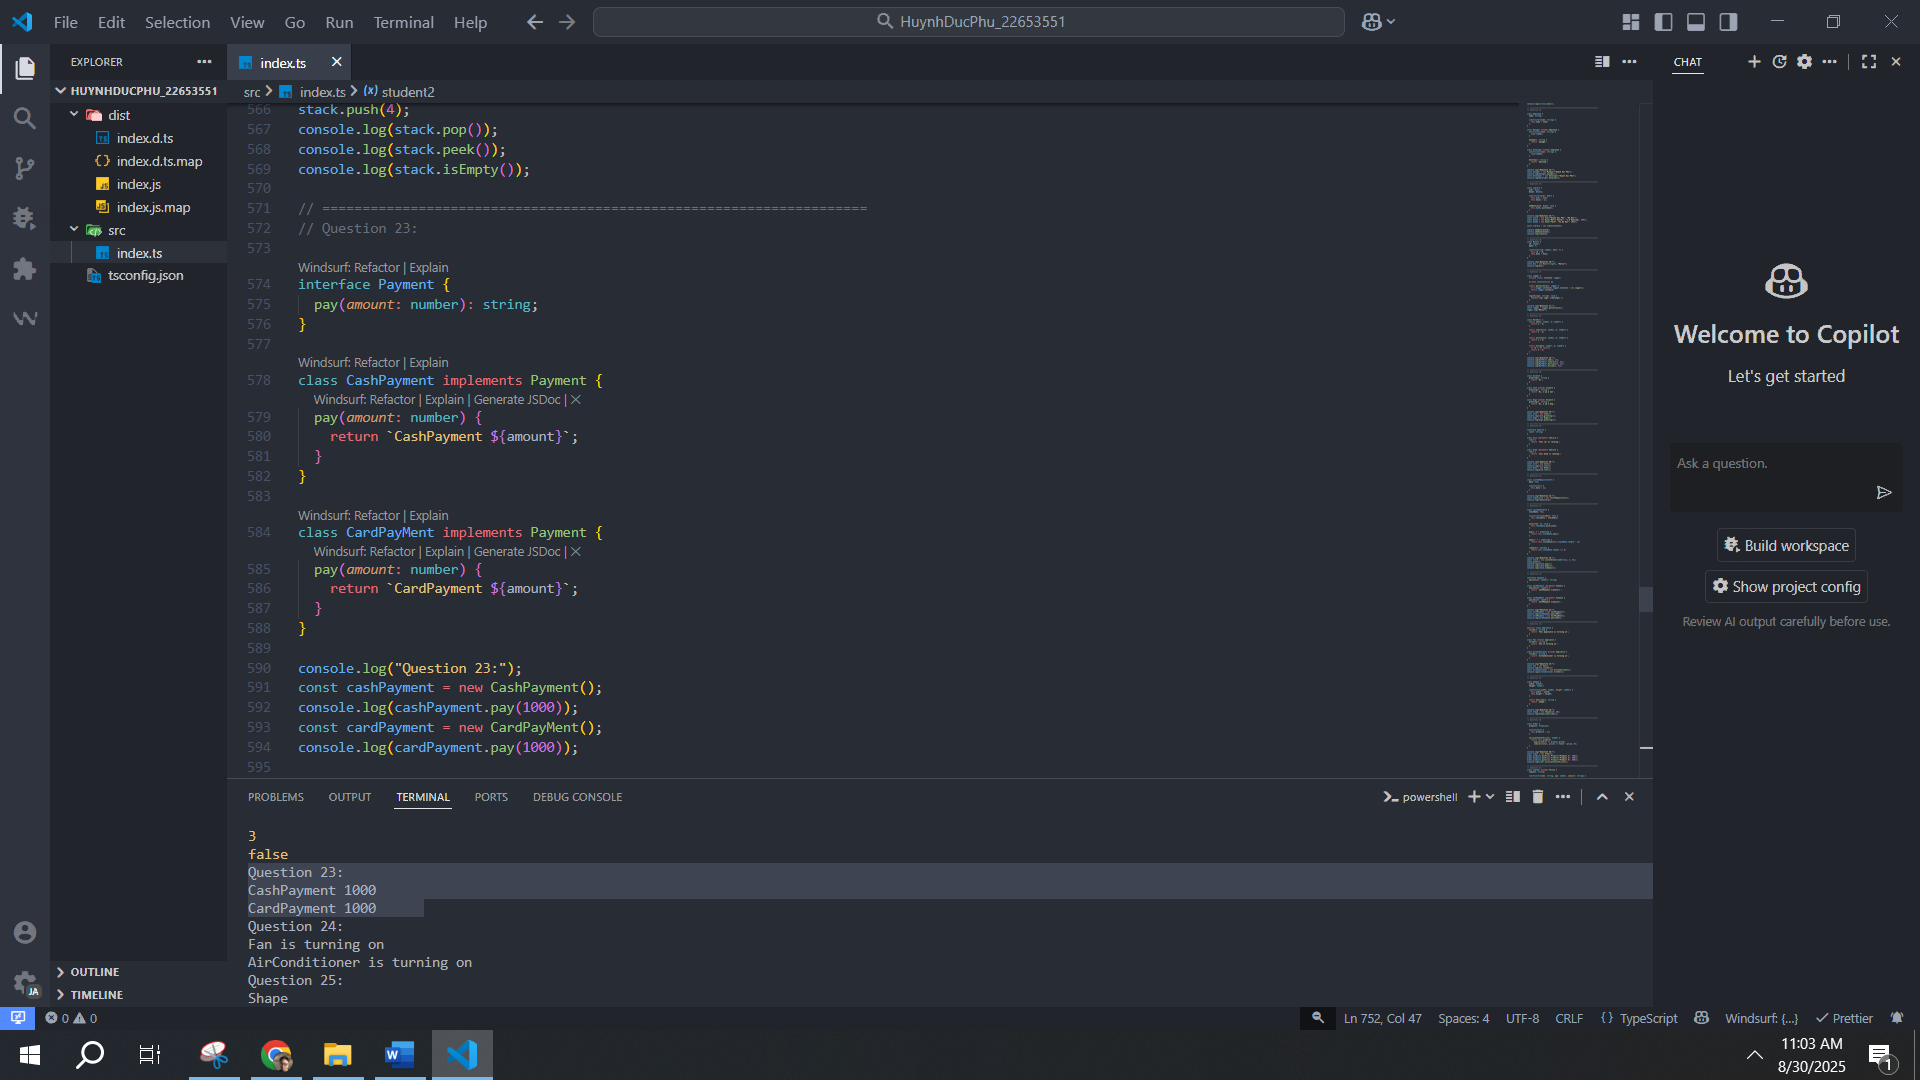 File Edit Selection View Go Run Terminal Help
HuynhDucPhu_22653551
EXPLORER
HUYNHDUCPHU_22653551
dist
index.d.ts
index.d.ts.map
index.js
index.js.map
src
index.ts
tsconfig.json
OUTLINE
TIMELINE
index.ts
src > index.ts > student2
566 stack.push(4);
567 console.log(stack.pop());
568 console.log(stack.peek());
569 console.log(stack.isEmpty());
570
571 // ====================================================================
572 // Question 23:
573
Windsurf: Refactor | Explain
574 interface Payment {
575 pay(amount: number): string;
576 }
577
Windsurf: Refactor | Explain
578 class CashPayment implements Payment {
Windsurf: Refactor | Explain | Generate JSDoc | ×
579 pay(amount: number) {
580 return `CashPayment ${amount}`;
581 }
582 }
583
Windsurf: Refactor | Explain
584 class CardPayMent implements Payment {
Windsurf: Refactor | Explain | Generate JSDoc | ×
585 pay(amount: number) {
586 return `CardPayment ${amount}`;
587 }
588 }
589
590 console.log("Question 23:");
591 const cashPayment = new CashPayment();
592 console.log(cashPayment.pay(1000));
593 const cardPayment = new CardPayMent();
594 console.log(cardPayment.pay(1000));
595
PROBLEMS OUTPUT TERMINAL PORTS DEBUG CONSOLE
powershell
3
false
Question 23:
CashPayment 1000
CardPayment 1000
Question 24:
Fan is turning on
AirConditioner is turning on
Question 25:
Shape
CHAT
Welcome to Copilot
Let's get started
Ask a question.
Build workspace
Show project config
Review AI output carefully before use.
JA
0 0
Ln 752, Col 47 Spaces: 4 UTF-8 CRLF {} TypeScript Windsurf: {...} Prettier
11:03 AM
8/30/2025
1